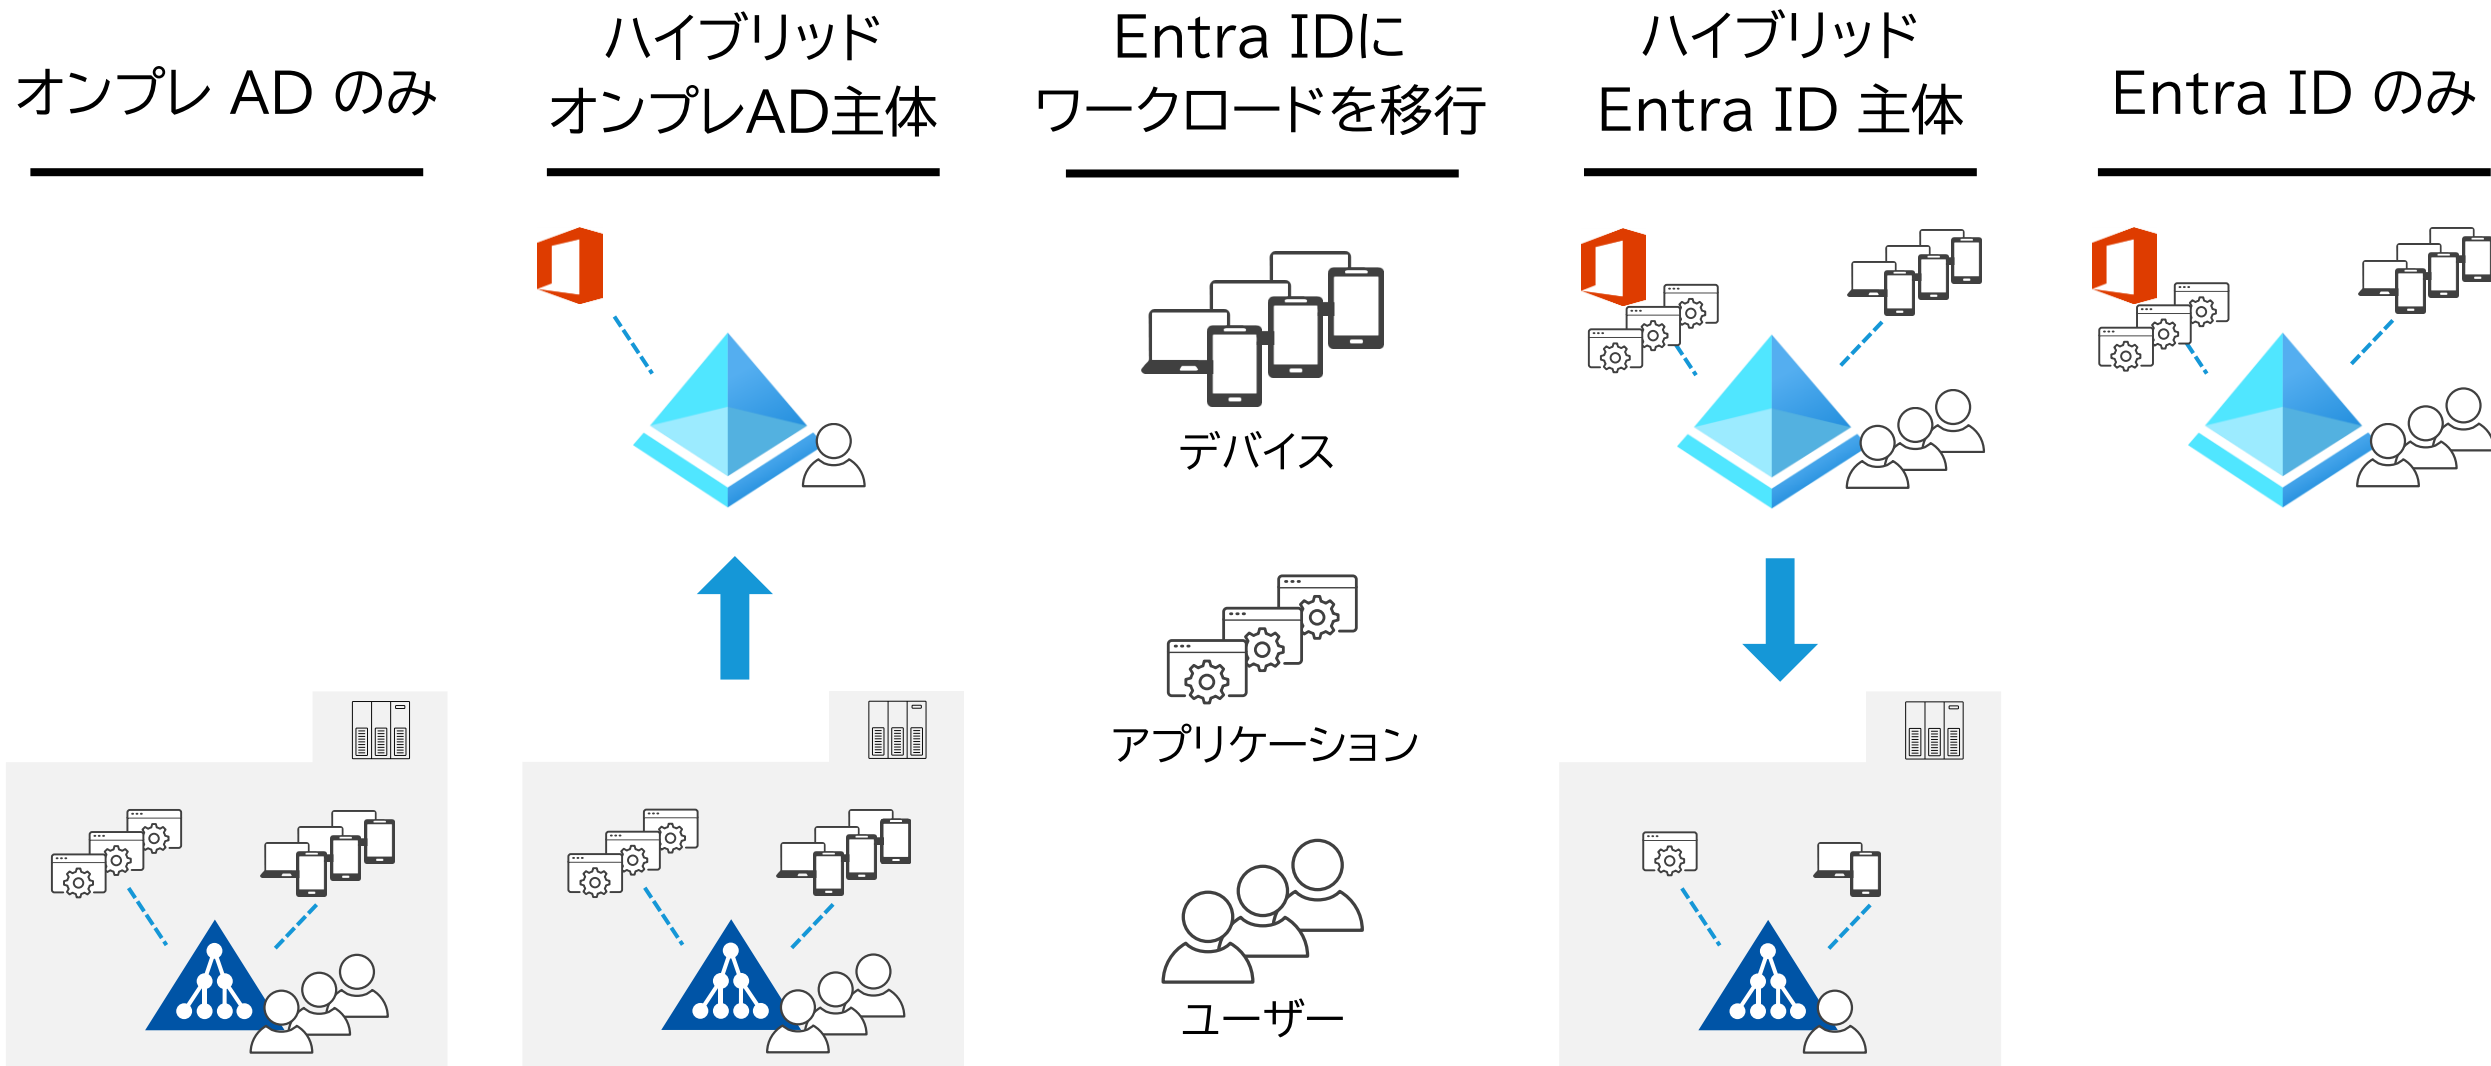 オンプレ AD のみ
ハイブリッド
オンプレAD主体
Entra IDに
ワークロードを移行
デバイス
アプリケーション
ユーザー
ハイブリッド
Entra ID 主体
Entra ID のみ